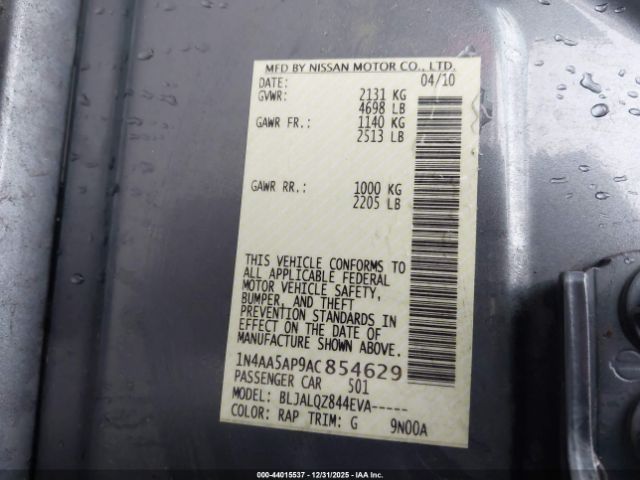 MFD BY NISSAN MOTOR CO., LTD.
DATE: 04/10
GVWR: 2131 KG
4698 LB
GAWR FR.: 1140 KG
2513 LB
GAWR RR.: 1000 KG
2205 LB
THIS VEHICLE CONFORMS TO
ALL APPLICABLE FEDERAL
MOTOR VEHICLE SAFETY,
BUMPER, AND THEFT
PREVENTION STANDARDS IN
EFFECT ON THE DATE OF
MANUFACTURE SHOWN ABOVE.
1N4AA5AP9AC854629
PASSENGER CAR 501
MODEL: BLJALQZ844EVA-----
COLOR: RAP TRIM: G 9N00A
000-44015537 - 12/31/2025 - IAA Inc.